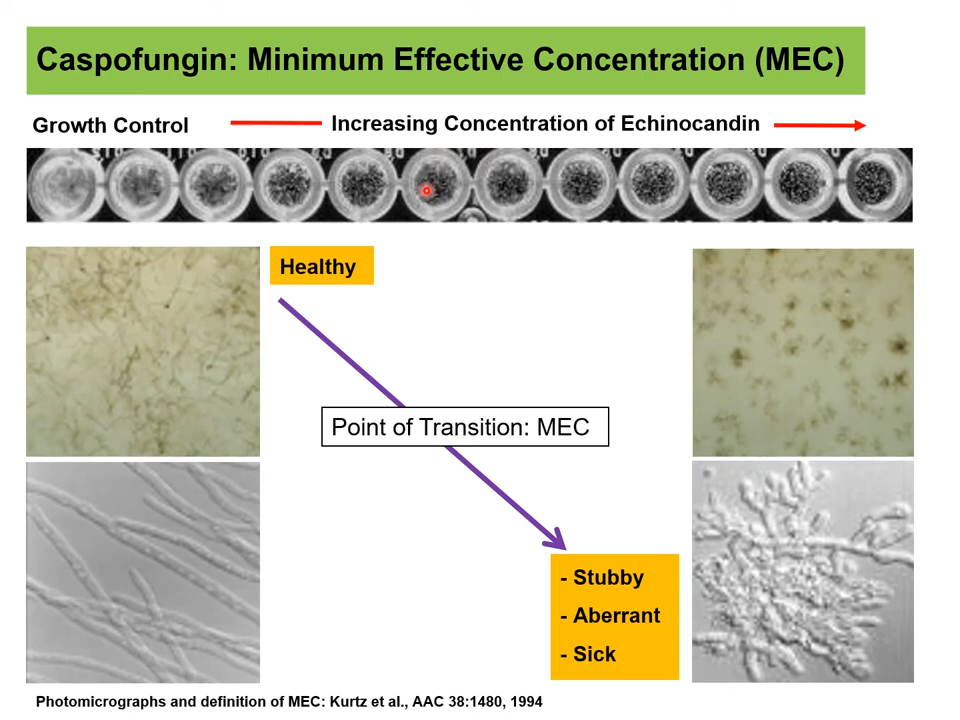 Caspofungin: Minimum Effective Concentration (MEC)
Growth Control
Increasing Concentration of Echinocandin
Healthy
Point of Transition: MEC
- Stubby
- Aberrant
- Sick
Photomicrographs and definition of MEC: Kurtz et al., AAC 38:1480, 1994